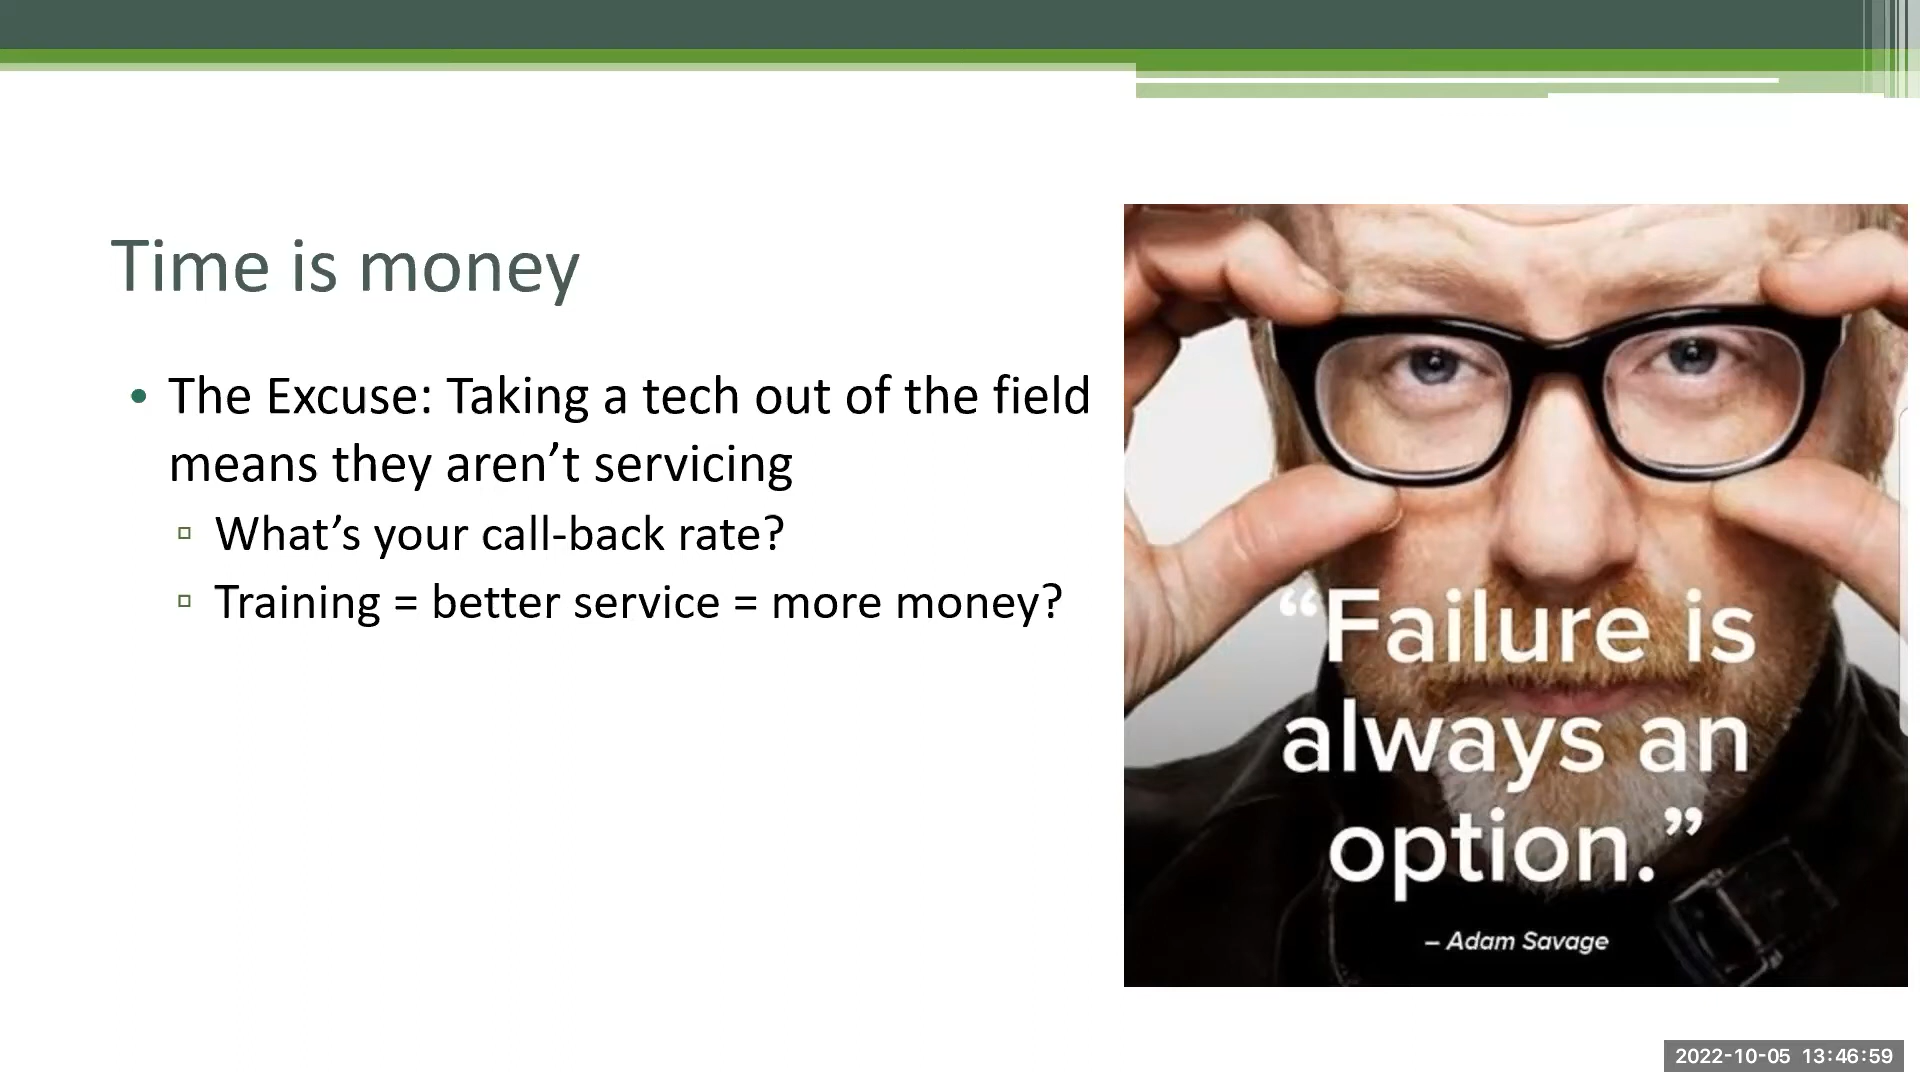 Time is money
• The Excuse: Taking a tech out of the field
means they aren’t servicing
▫ What’s your call-back rate?
▫ Training = better service = more money?
“Failure is
always an
option.”
– Adam Savage
2022-10-05 13:46:59